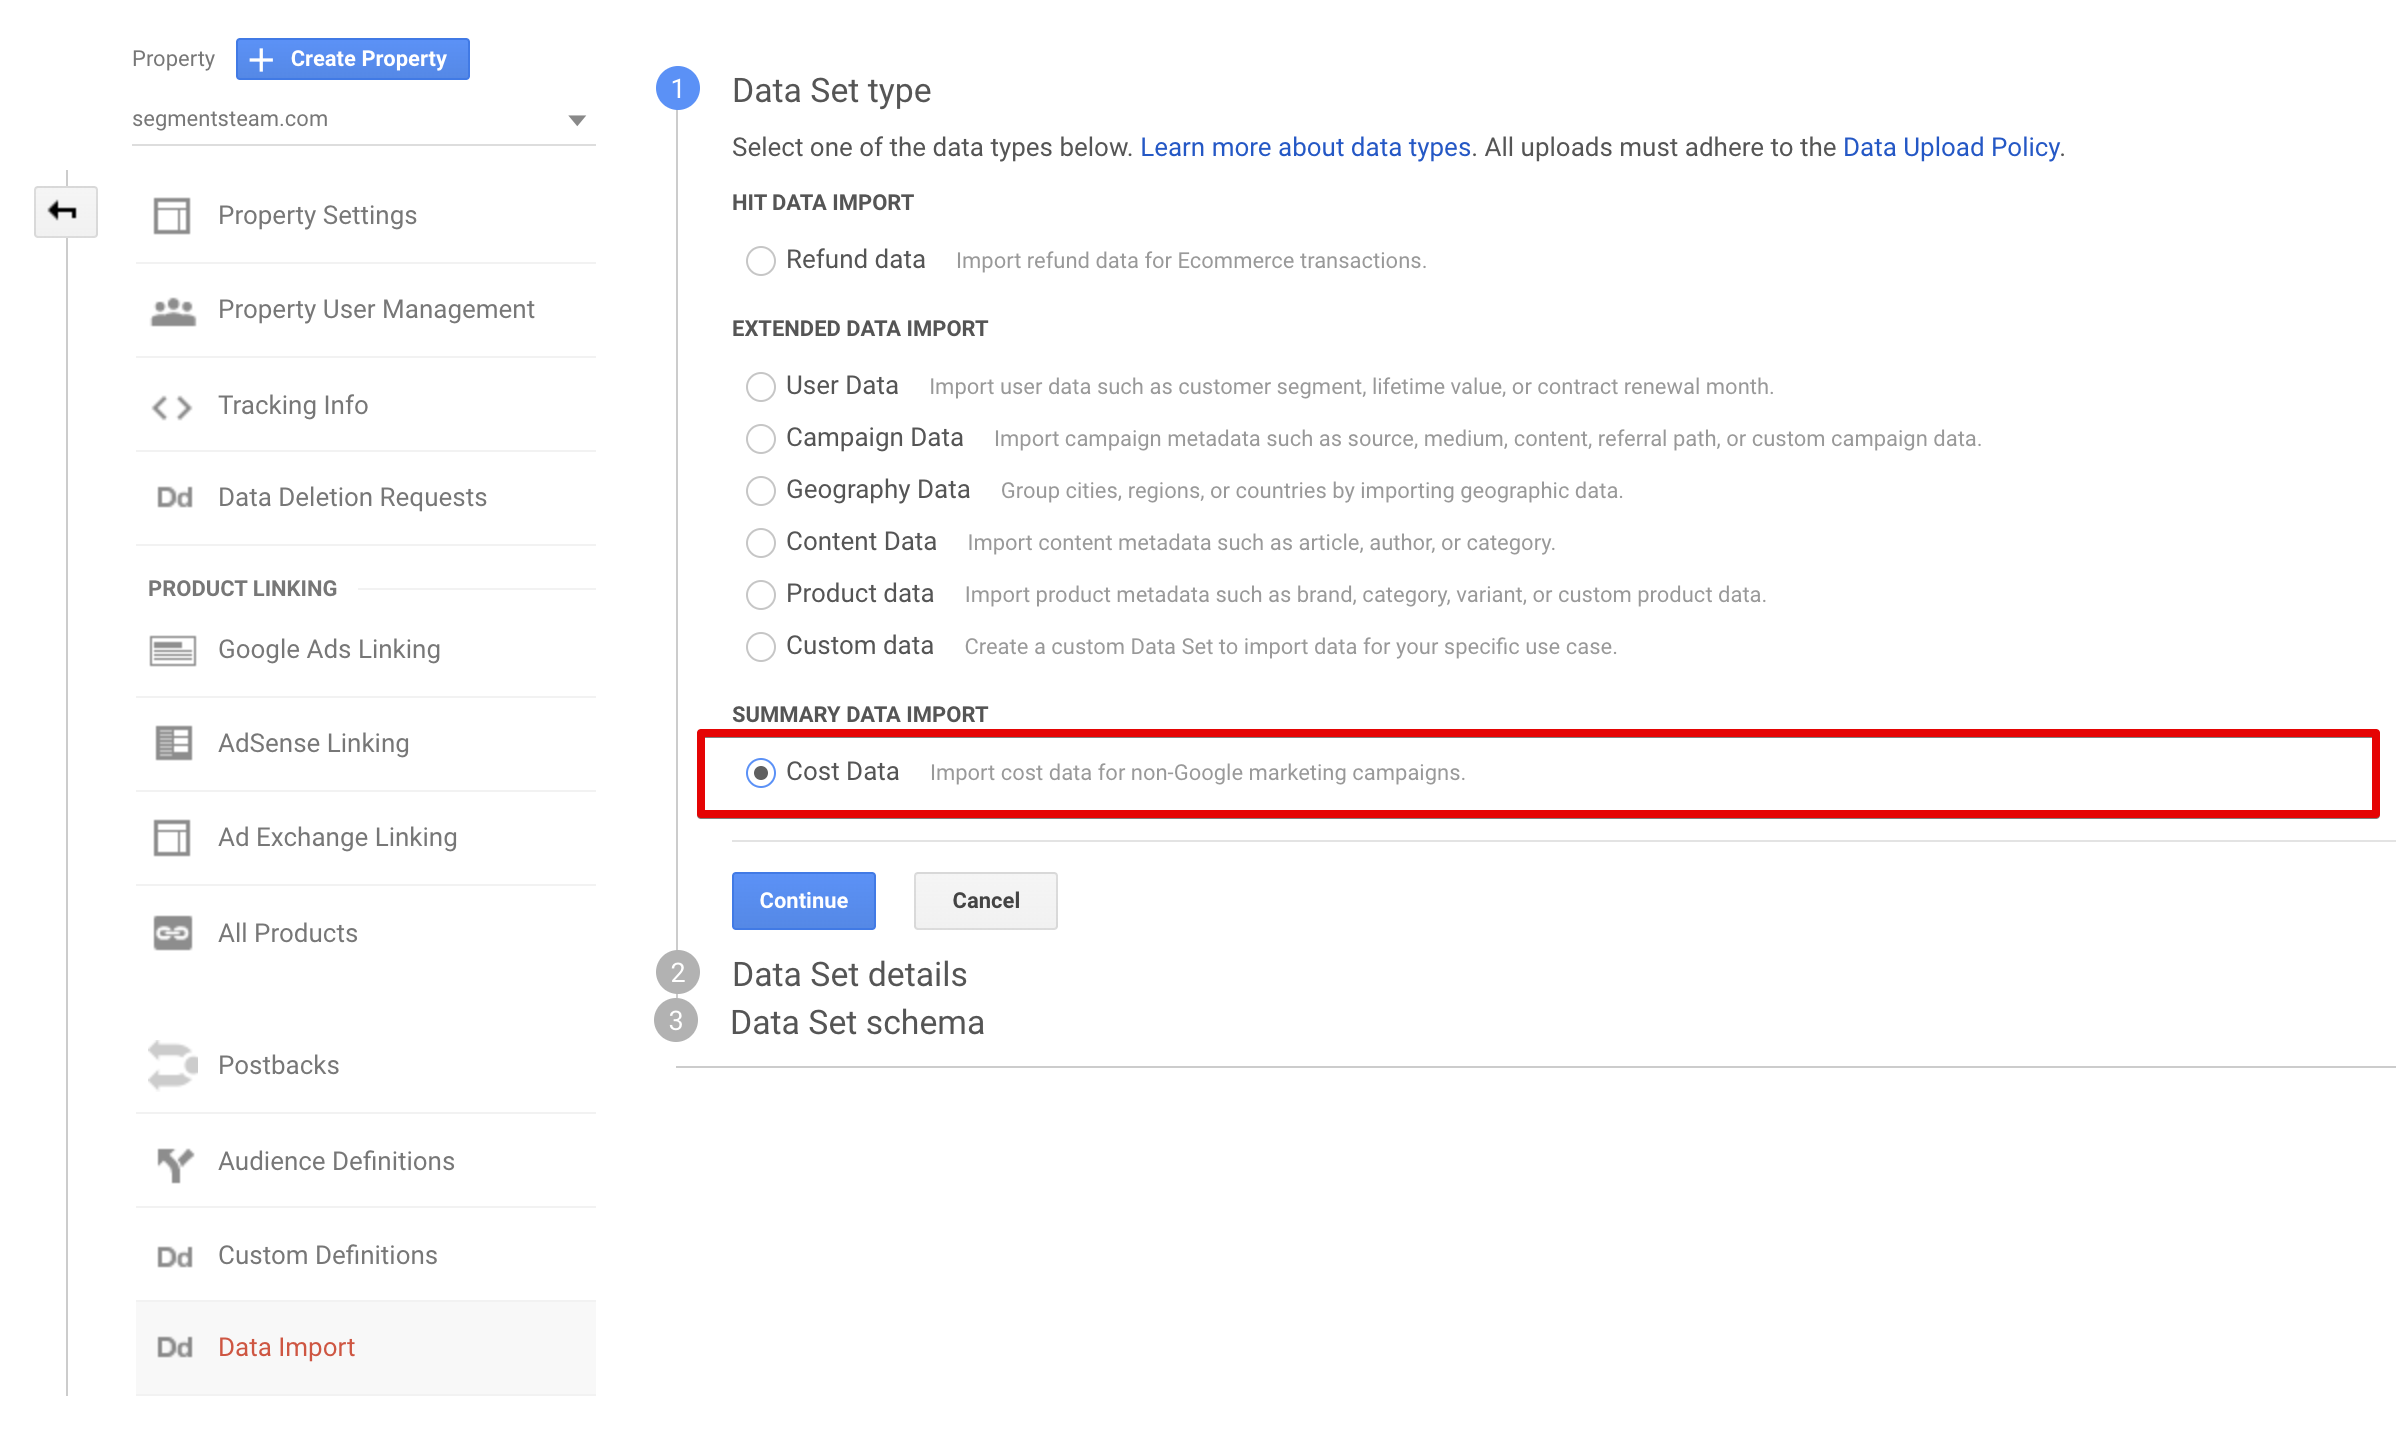 Property
Create Property
segmentsteam.com
Property Settings
Property User Management
Tracking Info
Dd Data Deletion Requests
PRODUCT LINKING
Google Ads Linking
AdSense Linking
Ad Exchange Linking
All Products
Postbacks
Audience Definitions
Dd Custom Definitions
Dd Data Import
1 Data Set type
Select one of the data types below. Learn more about data types. All uploads must adhere to the Data Upload Policy.
HIT DATA IMPORT
Refund data Import refund data for Ecommerce transactions.
EXTENDED DATA IMPORT
User Data Import user data such as customer segment, lifetime value, or contract renewal month.
Campaign Data Import campaign metadata such as source, medium, content, referral path, or custom campaign data.
Geography Data Group cities, regions, or countries by importing geographic data.
Content Data Import content metadata such as article, author, or category.
Product data Import product metadata such as brand, category, variant, or custom product data.
Custom data Create a custom Data Set to import data for your specific use case.
SUMMARY DATA IMPORT
Cost Data Import cost data for non-Google marketing campaigns.
Continue Cancel
2 Data Set details
3 Data Set schema